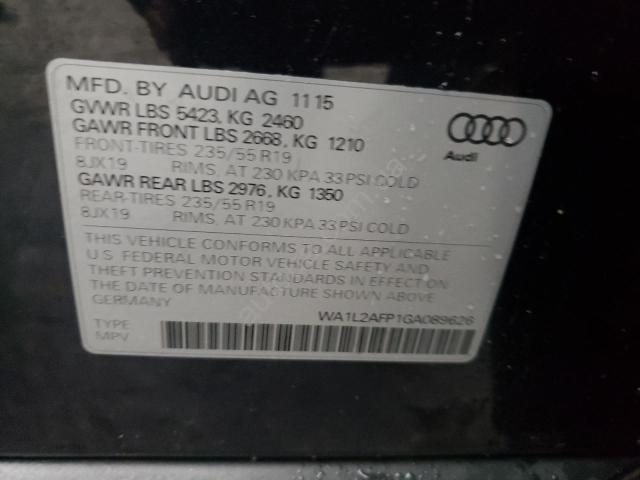 MFD. BY AUDI AG 11 15
GVWR LBS 5423, KG 2460
GAWR FRONT LBS 2668, KG 1210
FRONT-TIRES 235/55 R19
8JX19 RIMS, AT 230 KPA 33 PSI COLD
GAWR REAR LBS 2976, KG 1350
REAR-TIRES 235/55 R19
8JX19 RIMS, AT 230 KPA 33 PSI COLD
Audi
THIS VEHICLE CONFORMS TO ALL APPLICABLE
U.S FEDERAL MOTOR VEHICLE SAFETY AND
THEFT PREVENTION STANDARDS IN EFFECT ON
THE DATE OF MANUFACTURE SHOWN ABOVE
GERMANY
WA1L2AFP1GA089626
TYPE
MPV